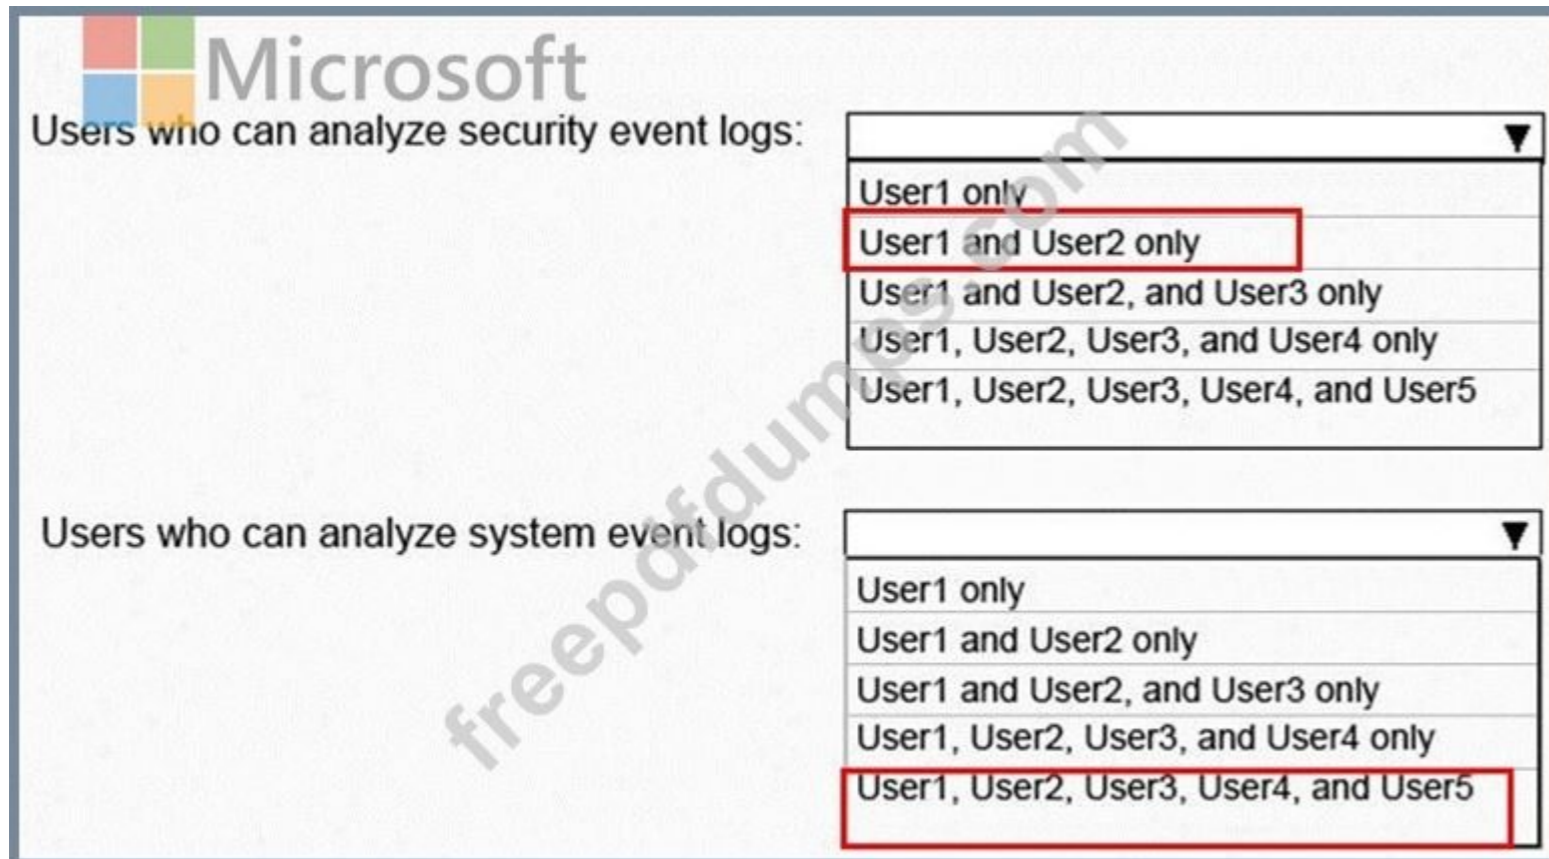 Microsoft
Users who can analyze security event logs:
User1 only
User1 and User2 only
User1 and User2, and User3 only
User1, User2, User3, and User4 only
User1, User2, User3, User4, and User5
Users who can analyze system event logs:
User1 only
User1 and User2 only
User1 and User2, and User3 only
User1, User2, User3, and User4 only
User1, User2, User3, User4, and User5
freepdfdumps.com